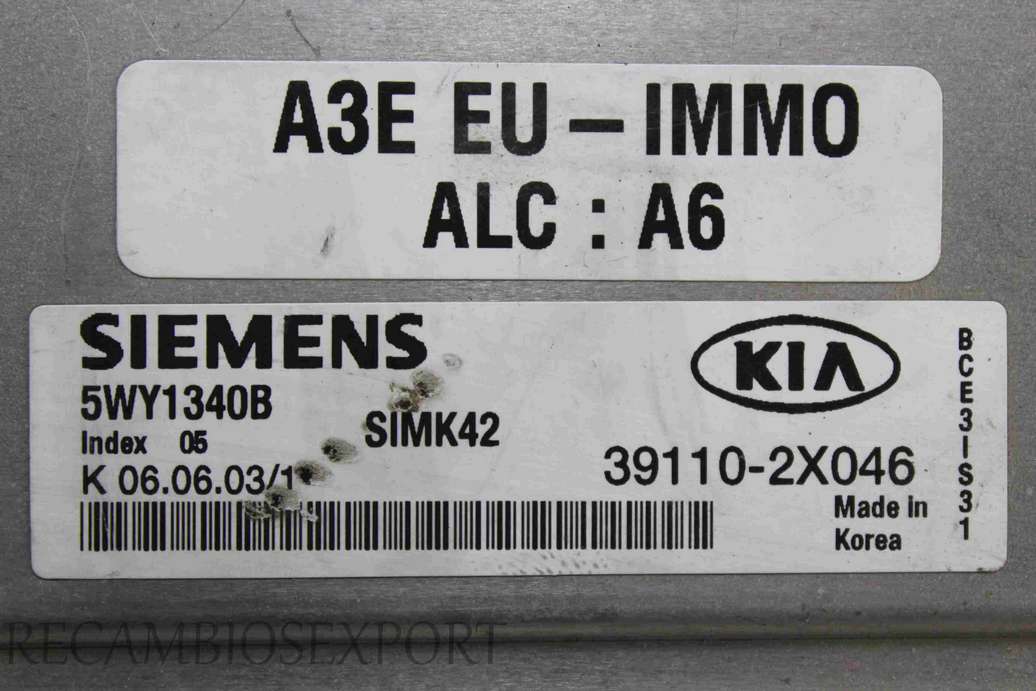 A3E EU – IMMO
ALC : A6
SIEMENS
5WY1340B
Index 05
SIMK42
K 06.06.03/1
KIA
39110-2X046
Made in
Korea
BCE3IS31
RECAMBIOSEXPORT